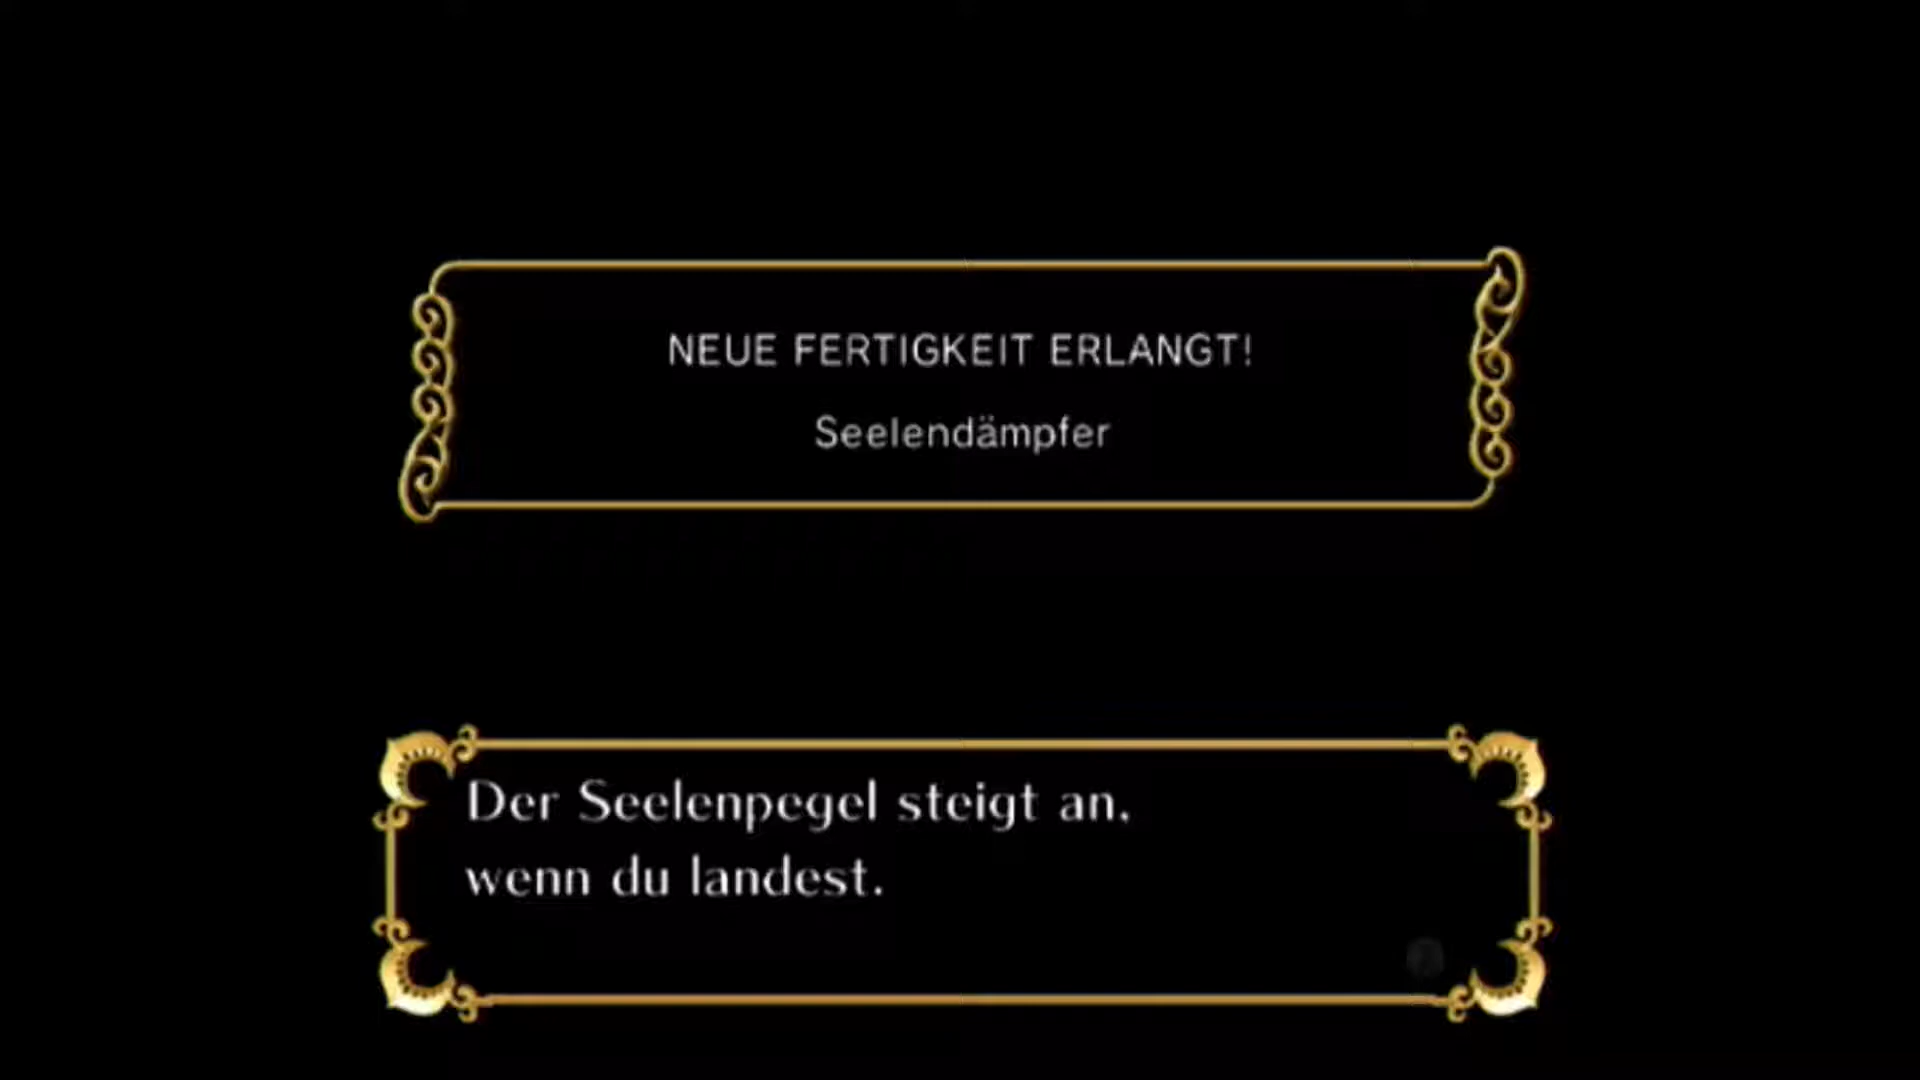 NEUE FERTIGKEIT ERLANGT!
Seelendämpfer
Der Seelenpegel steigt an,
wenn du landest.